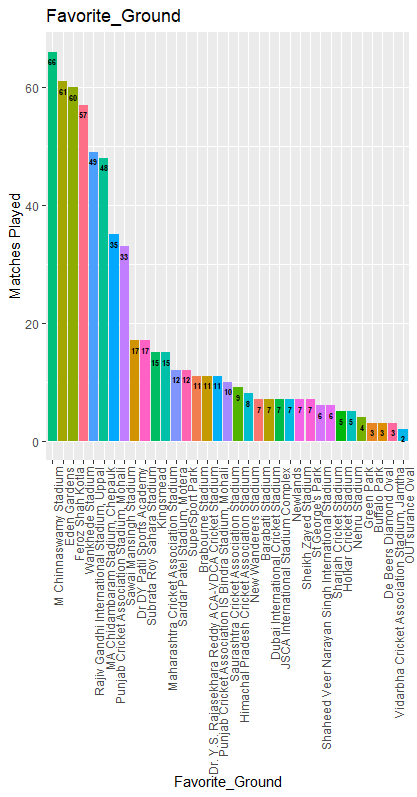 Favorite_Ground
Matches Played
60
40
20
0
66
61
60
57
49
48
35
33
17
17
15
15
12
12
11
11
11
10
9
8
7
7
7
7
7
7
6
6
5
5
4
3
3
3
2
M Chinnaswamy Stadium
Eden Gardens
Feroz Shah Kotla
Wankhede Stadium
Rajiv Gandhi International Stadium, Uppal
MA Chidambaram Stadium, Chepauk
Punjab Cricket Association Stadium, Mohali
Sawai Mansingh Stadium
Dr DY Patil Sports Academy
Subrata Roy Sahara Stadium
Kingsmead
Maharashtra Cricket Association Stadium
Sardar Patel Stadium, Motera
SuperSport Park
Brabourne Stadium
Dr. Y.S. Rajasekhara Reddy ACA-VDCA Cricket Stadium
Punjab Cricket Association IS Bindra Stadium, Mohali
Saurashtra Cricket Association Stadium
Himachal Pradesh Cricket Association Stadium
New Wanderers Stadium
Barabati Stadium
Dubai International Cricket Stadium
JSCA International Stadium Complex
Newlands
Sheikh Zayed Stadium
St George's Park
Shaheed Veer Narayan Singh International Stadium
Sharjah Cricket Stadium
Holkar Cricket Stadium
Nehru Stadium
Green Park
Buffalo Park
De Beers Diamond Oval
Vidarbha Cricket Association Stadium, Jamtha
OUTsurance Oval
Favorite_Ground